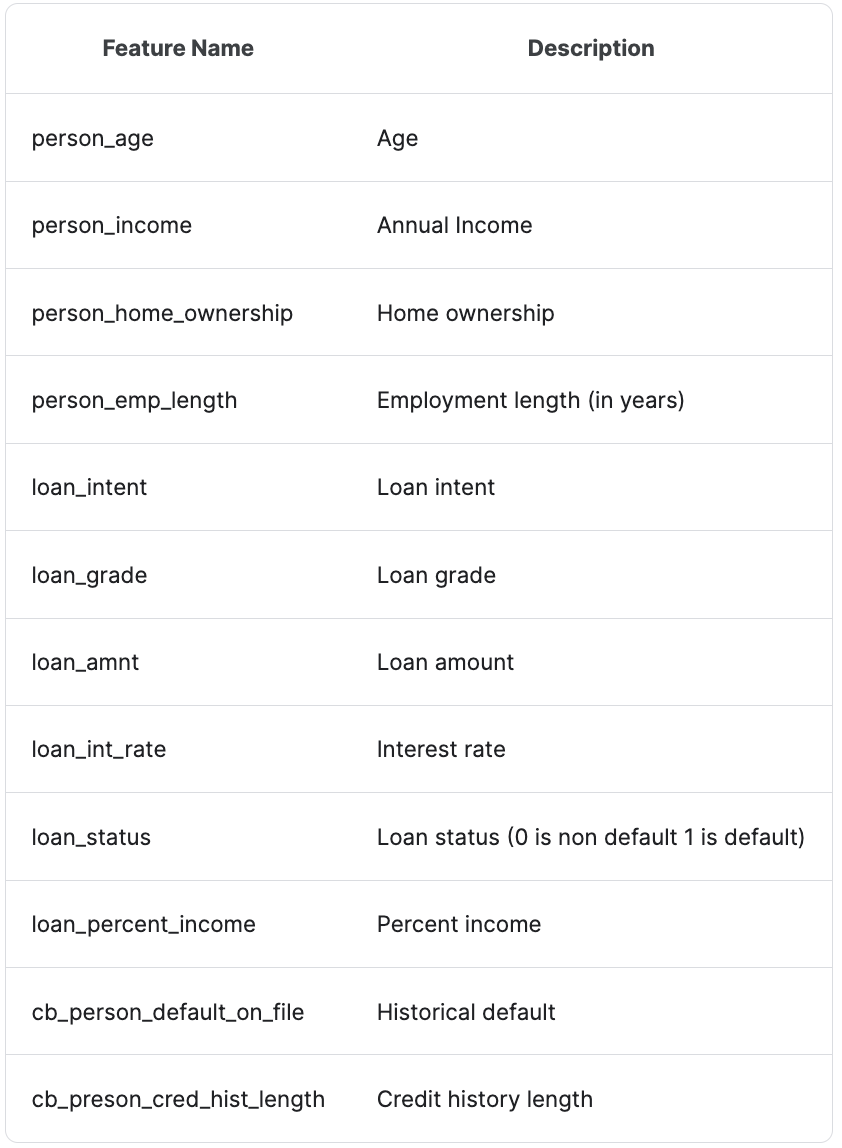 Feature Name Description
person_age Age
person_income Annual Income
person_home_ownership Home ownership
person_emp_length Employment length (in years)
loan_intent Loan intent
loan_grade Loan grade
loan_amnt Loan amount
loan_int_rate Interest rate
loan_status Loan status (0 is non default 1 is default)
loan_percent_income Percent income
cb_person_default_on_file Historical default
cb_preson_cred_hist_length Credit history length